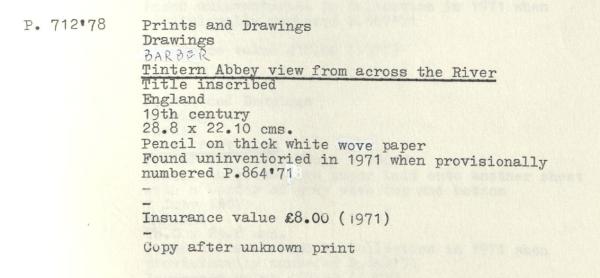 P. 712'78 Prints and Drawings
Drawings
BARBER
Tintern Abbey view from across the River
Title inscribed
England
19th century
28.8 x 22.10 cms.
Pencil on thick white wove paper
Found uninventoried in 1971 when provisionally
numbered P.864'71
-
-
Insurance value £8.00 (1971)
-
Copy after unknown print